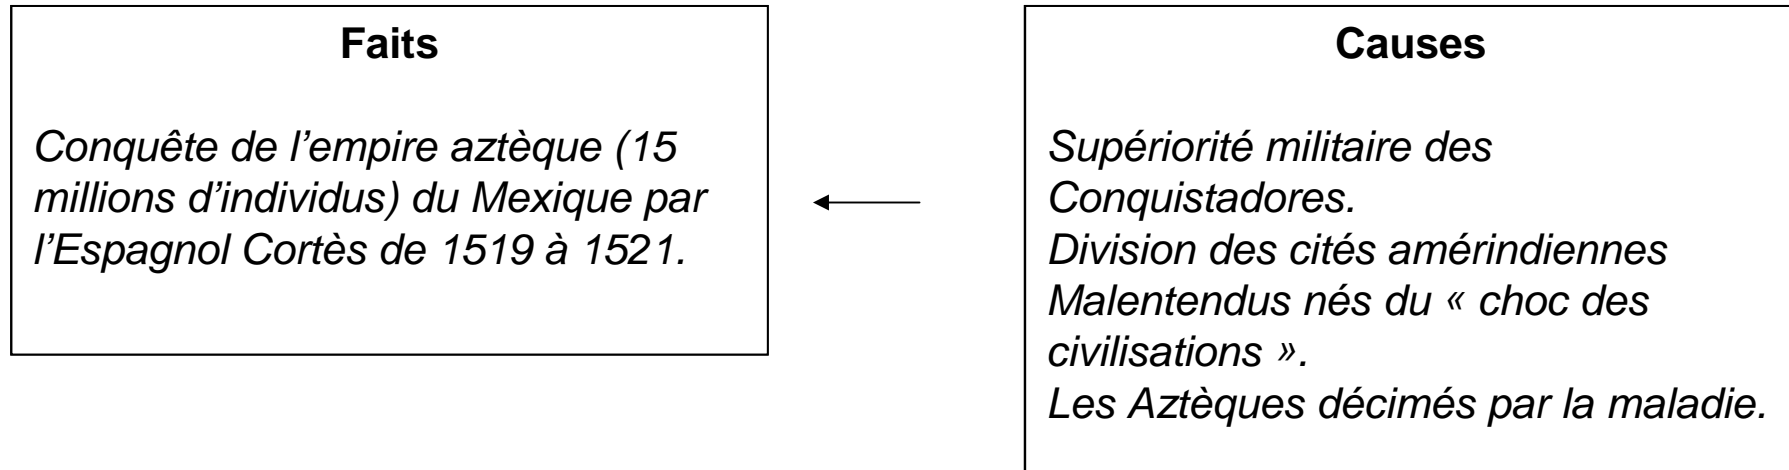 Faits
Conquête de l’empire aztèque (15
millions d’individus) du Mexique par
l’Espagnol Cortès de 1519 à 1521.
Causes
Supériorité militaire des
Conquistadores.
Division des cités amérindiennes
Malentendus nés du « choc des
civilisations ».
Les Aztèques décimés par la maladie.